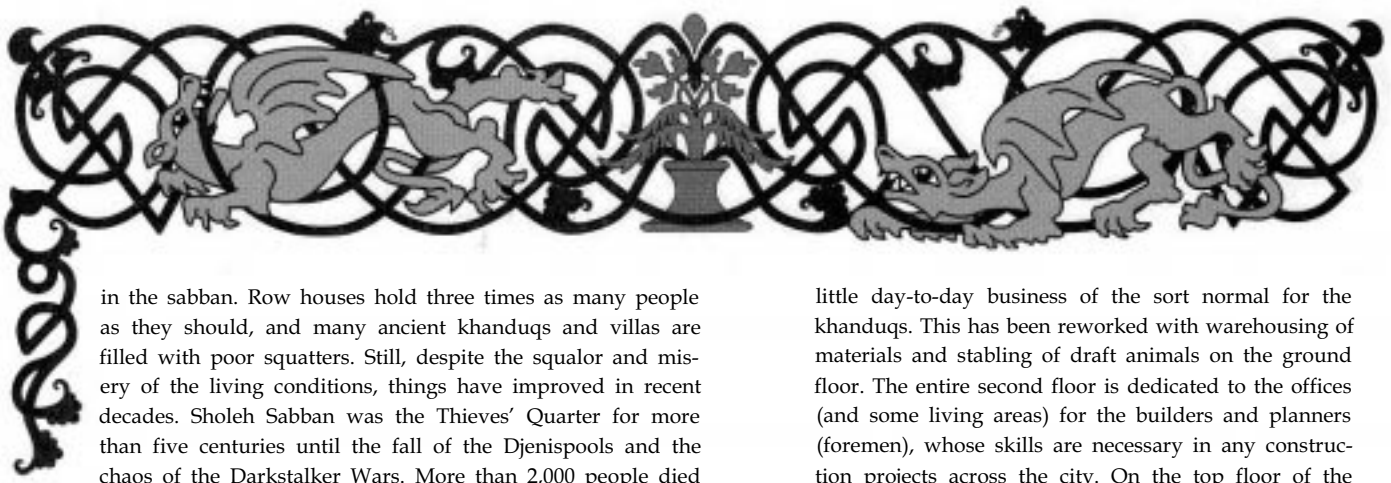 in the sabban. Row houses hold three times as many people
as they should, and many ancient khanduqs and villas are
filled with poor squatters. Still, despite the squalor and mis-
ery of the living conditions, things have improved in recent
decades. Sholeh Sabban was the Thieves’ Quarter for more
than five centuries until the fall of the Djenispools and the
chaos of the Darkstalker Wars. More than 2,000 people died
little day-to-day business of the sort normal for the
khanduqs. This has been reworked with warehousing of
materials and stabling of draft animals on the ground
floor. The entire second floor is dedicated to the offices
(and some living areas) for the builders and planners
(foremen), whose skills are necessary in any construc-
tion projects across the city. On the top floor of the